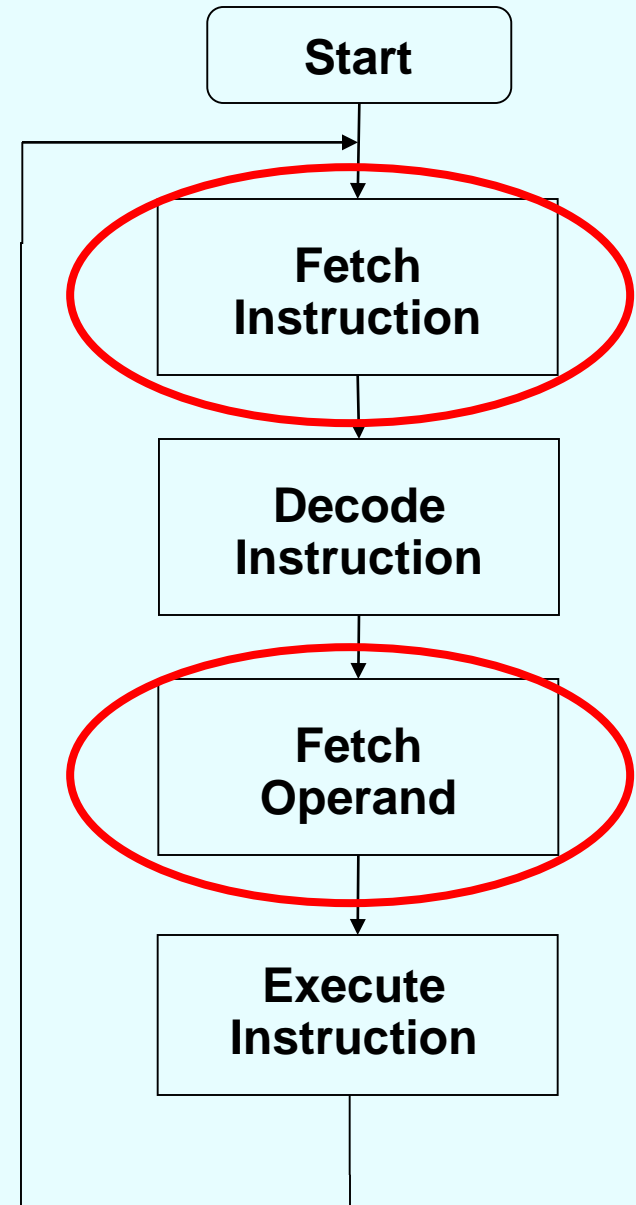 Start
Fetch
Instruction
Decode
Instruction
Fetch
Operand
Execute
Instruction